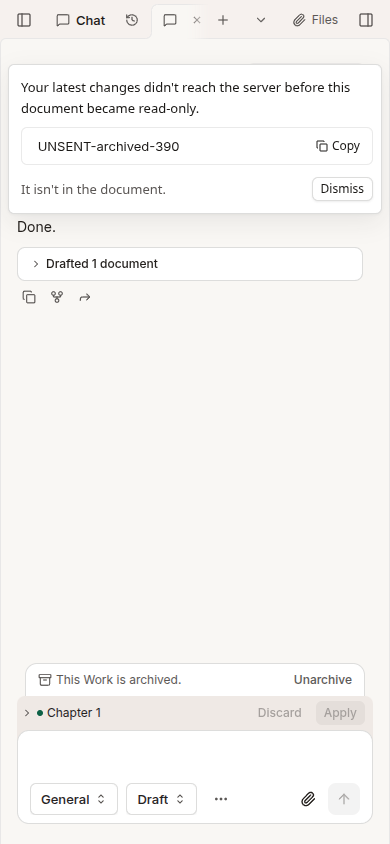 Chat
Files
Your latest changes didn't reach the server before this
document became read-only.
UNSENT-archived-390
Copy
It isn't in the document.
Dismiss
Done.
Drafted 1 document
This Work is archived.
Unarchive
Chapter 1
Discard
Apply
General
Draft